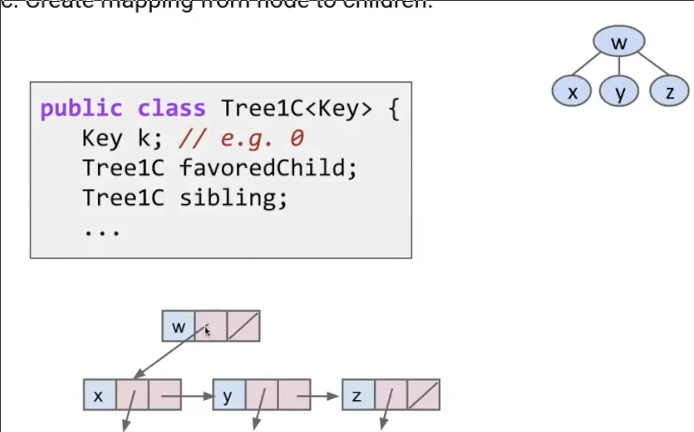 c. Create mapping from node to children.
w
x y z
public class Tree1C<Key> {
Key k; // e.g. 0
Tree1C favoredChild;
Tree1C sibling;
...
w
x y z